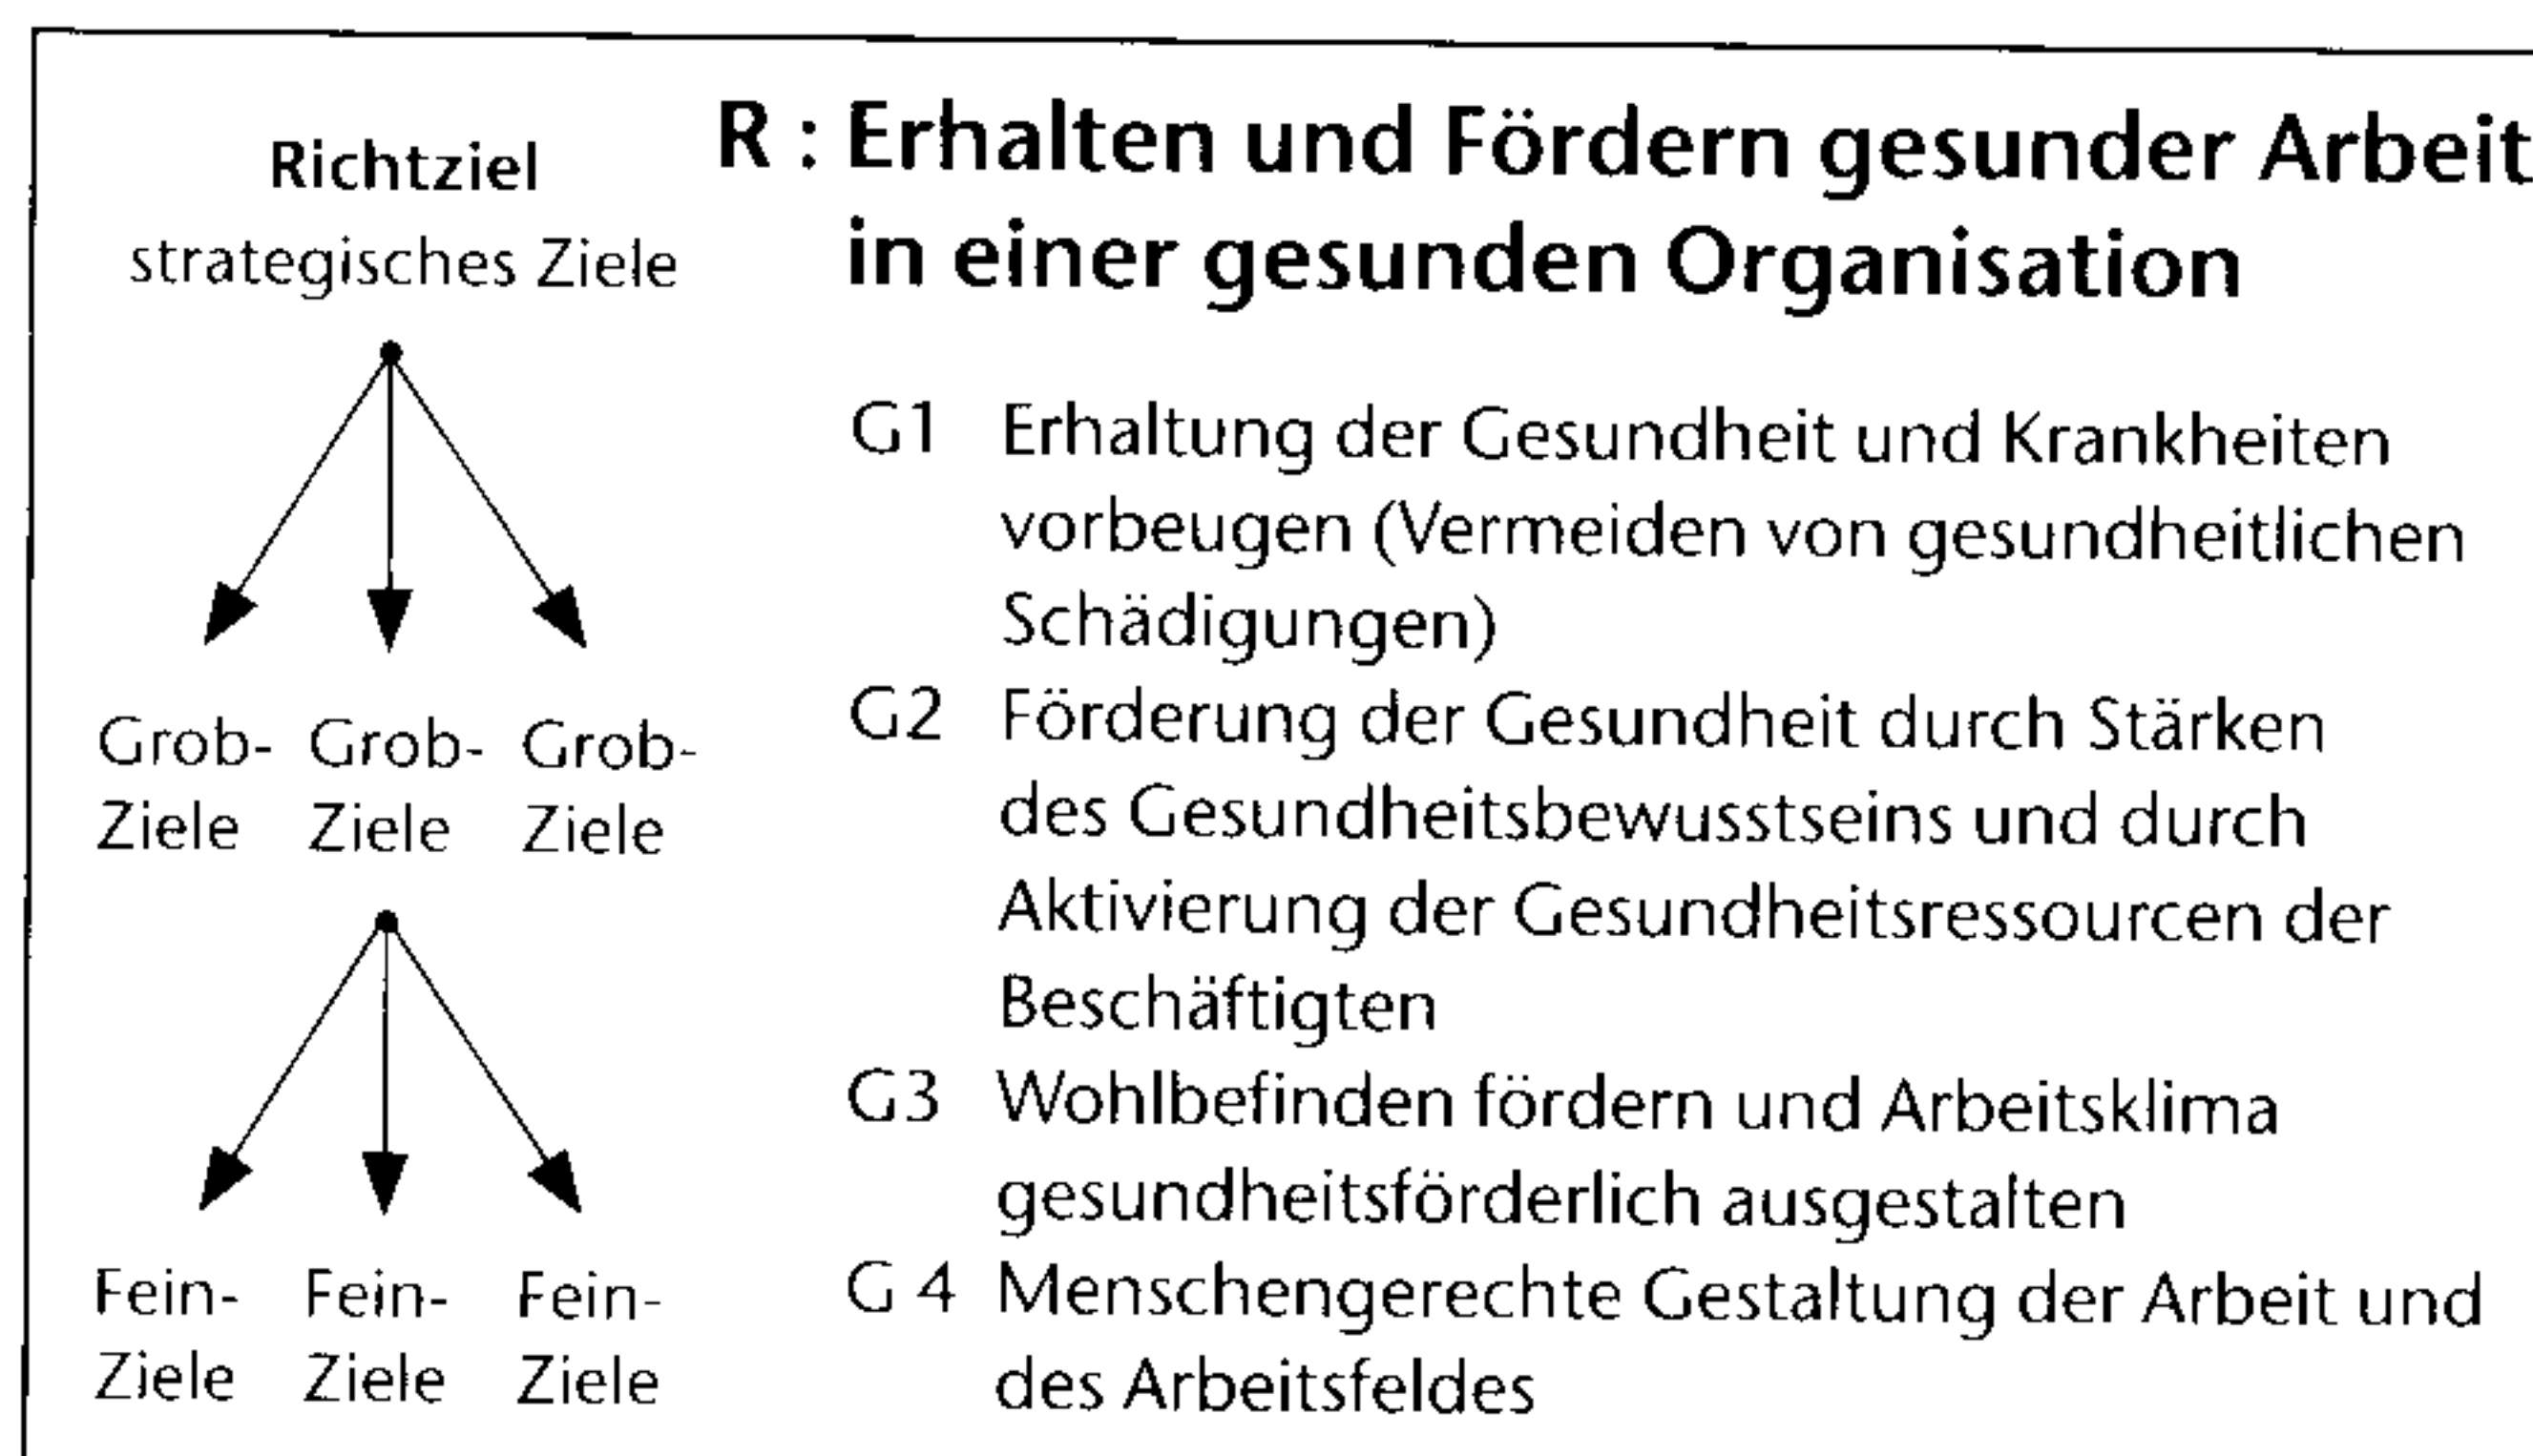 Richtziel
strategisches Ziele
Grob- Grob- Grob-
Ziele Ziele Ziele
Fein- Fein- Fein-
Ziele Ziele Ziele
R : Erhalten und Fördern gesunder Arbeit
in einer gesunden Organisation
G1 Erhaltung der Gesundheit und Krankheiten
vorbeugen (Vermeiden von gesundheitlichen
Schädigungen)
G2 Förderung der Gesundheit durch Stärken
des Gesundheitsbewusstseins und durch
Aktivierung der Gesundheitsressourcen der
Beschäftigten
G3 Wohlbefinden fördern und Arbeitsklima
gesundheitsförderlich ausgestalten
G 4 Menschengerechte Gestaltung der Arbeit und
des Arbeitsfeldes